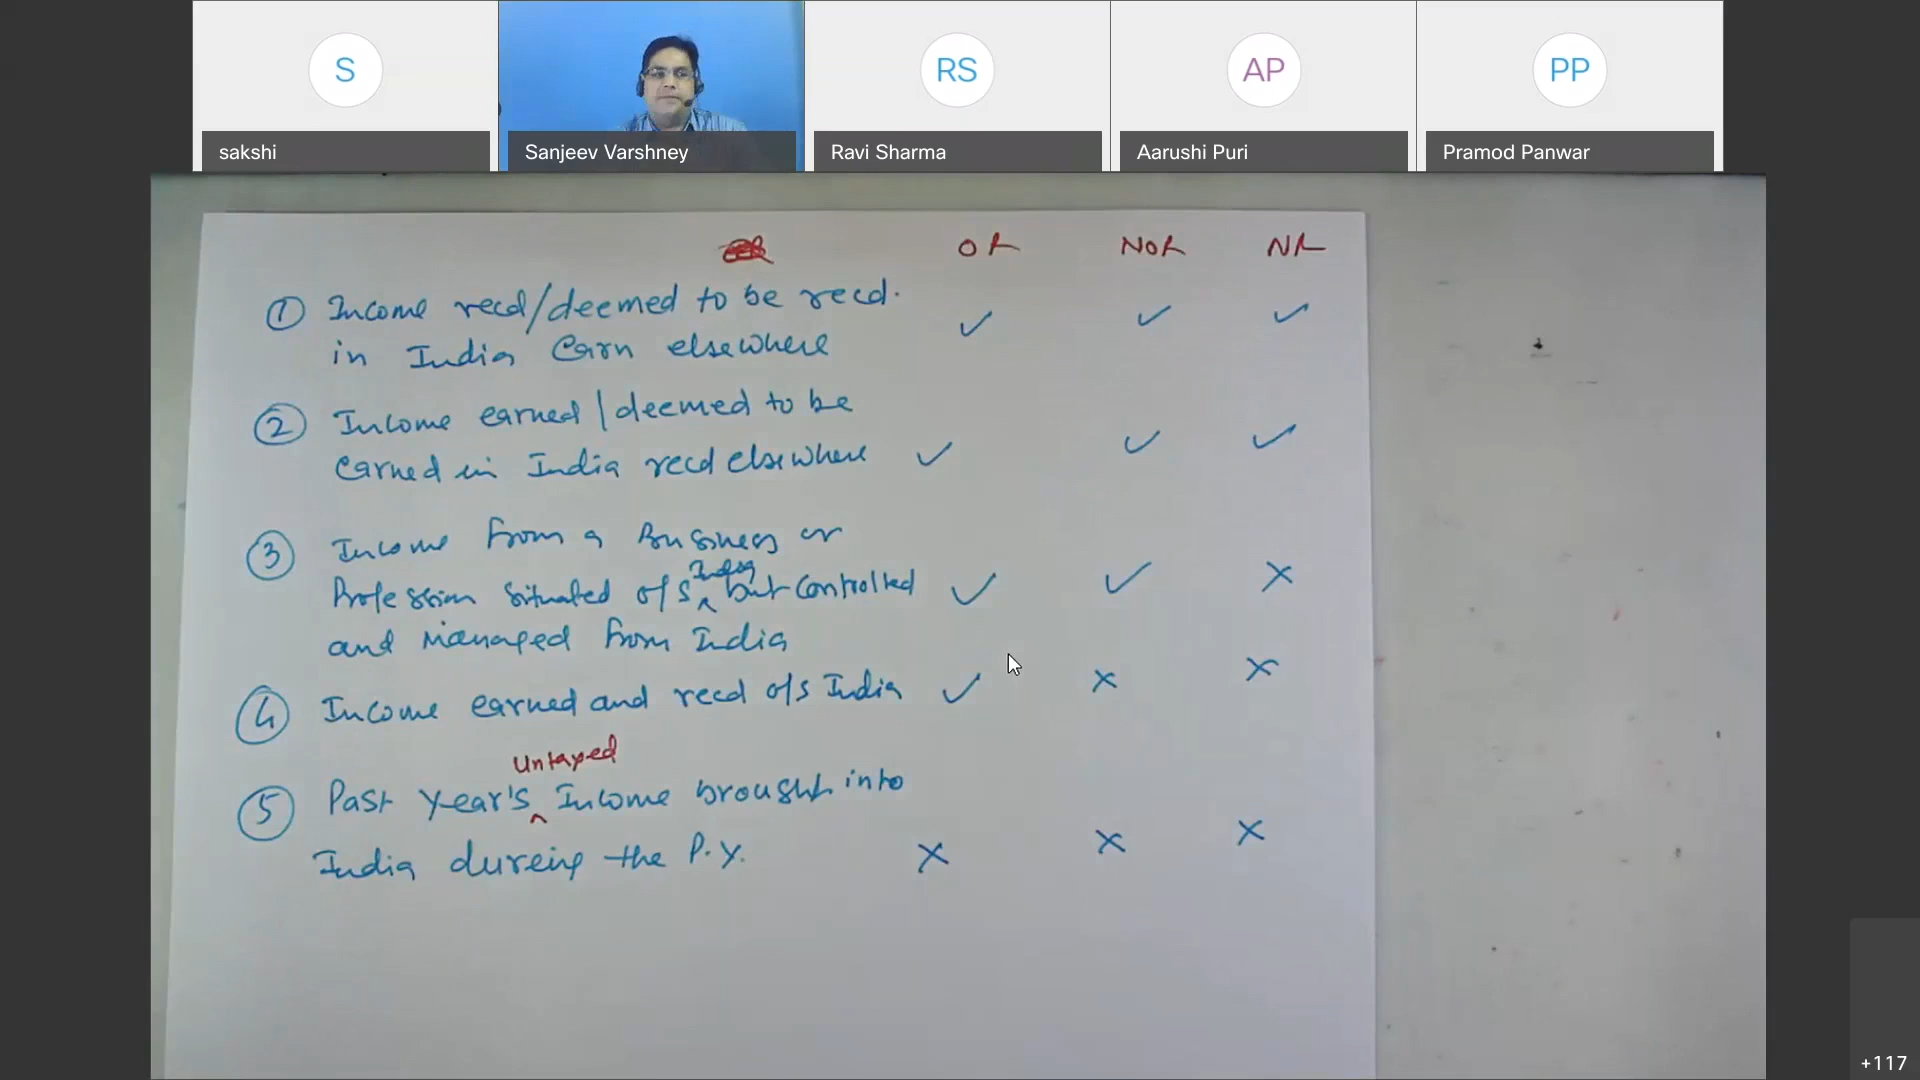 S
RS
AP
PP
sakshi
Sanjeev Varshney
Ravi Sharma
Aarushi Puri
Pramod Panwar
OR NOR NR
① Income recd/deemed to be recd. ✓ ✓ ✓
in India Earn elsewhere
② Income earned/deemed to be
earned in India recd elsewhere ✓ ✓ ✓
③ Income from a Business or
India
Profession situated o/s ^ but controlled ✓ ✓ ×
and managed from India
④ Income earned and recd o/s India ✓ × ×
Untaxed
⑤ Past year's ^ Income brought into
India dureing the P.Y. × × ×
+117